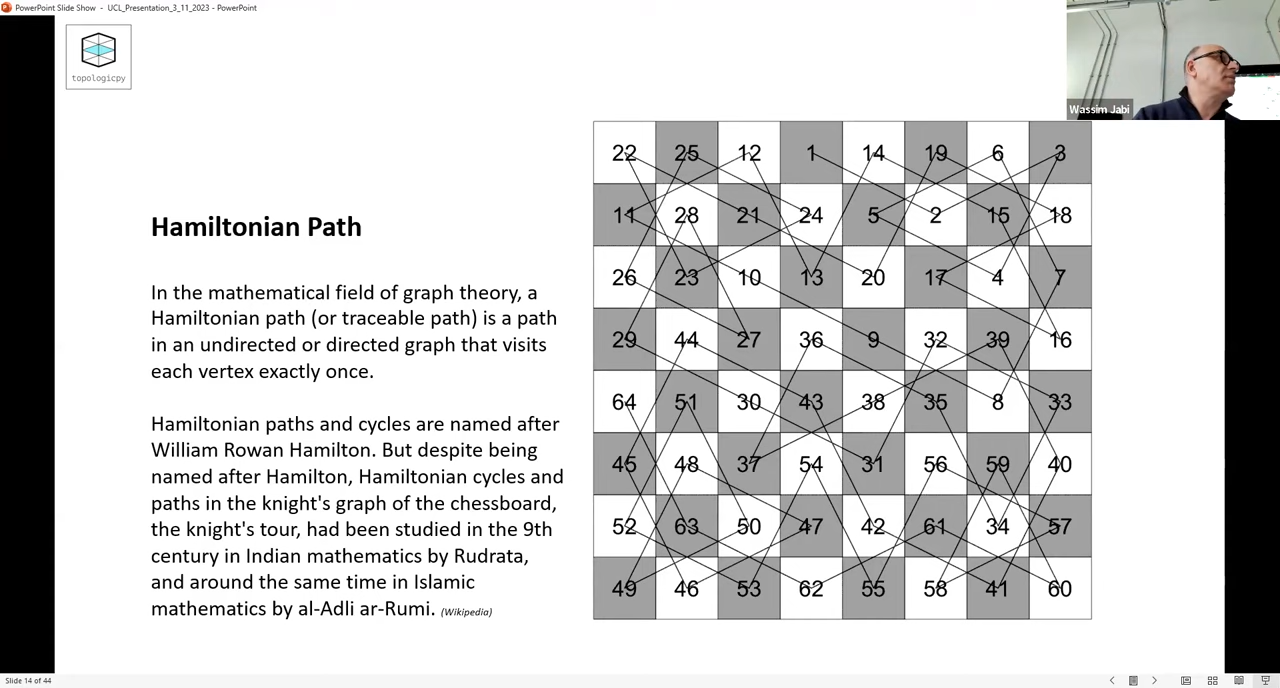 PowerPoint Slide Show - UCL_Presentation_3_11_2023 - PowerPoint
topologicpy
Wassim Jabi
Hamiltonian Path
In the mathematical field of graph theory, a
Hamiltonian path (or traceable path) is a path
in an undirected or directed graph that visits
each vertex exactly once.
Hamiltonian paths and cycles are named after
William Rowan Hamilton. But despite being
named after Hamilton, Hamiltonian cycles and
paths in the knight's graph of the chessboard,
the knight's tour, had been studied in the 9th
century in Indian mathematics by Rudrata,
and around the same time in Islamic
mathematics by al-Adli ar-Rumi. (Wikipedia)
22 25 12 1 14 19 6 3
11 28 21 24 5 2 15 18
26 23 10 13 20 17 4 7
29 44 27 36 9 32 39 16
64 51 30 43 38 35 8 33
45 48 37 54 31 56 59 40
52 63 50 47 42 61 34 57
49 46 53 62 55 58 41 60
Slide 14 of 44